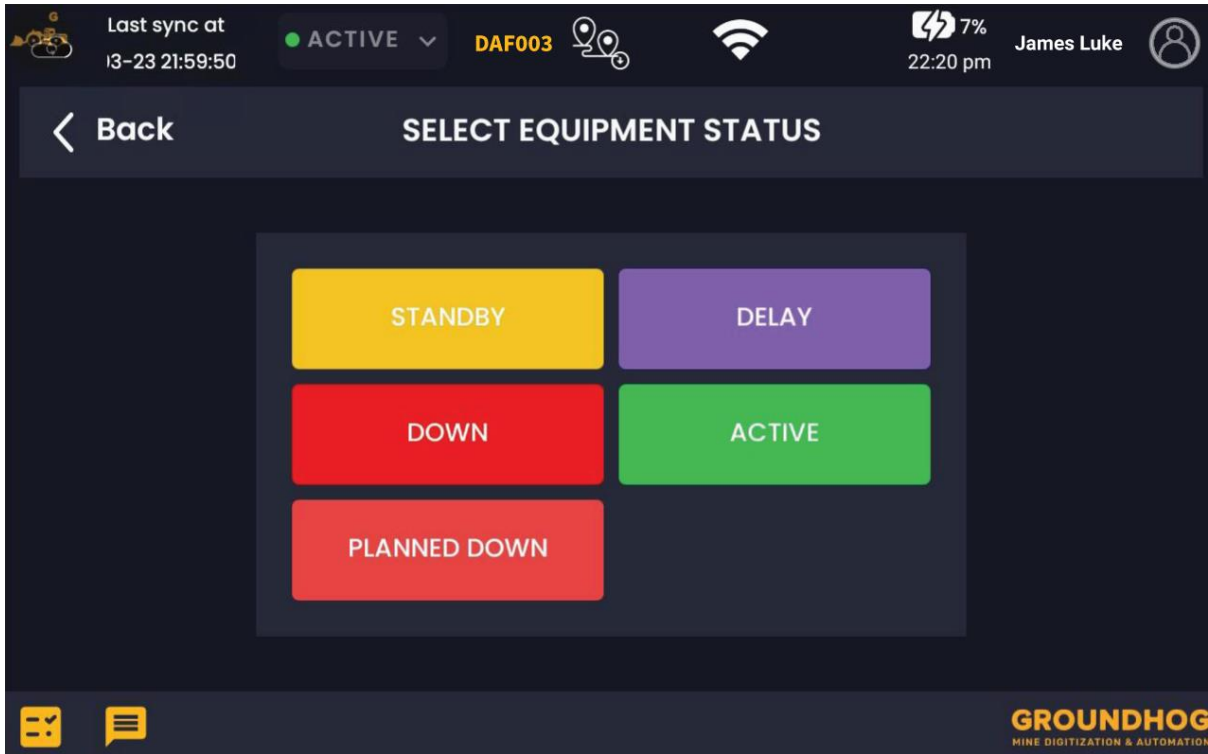 G
Last sync at
03-23 21:59:50
ACTIVE
DAF003
7%
22:20 pm
James Luke
Back
SELECT EQUIPMENT STATUS
STANDBY
DELAY
DOWN
ACTIVE
PLANNED DOWN
GROUNDHOG
MINE DIGITIZATION & AUTOMATION